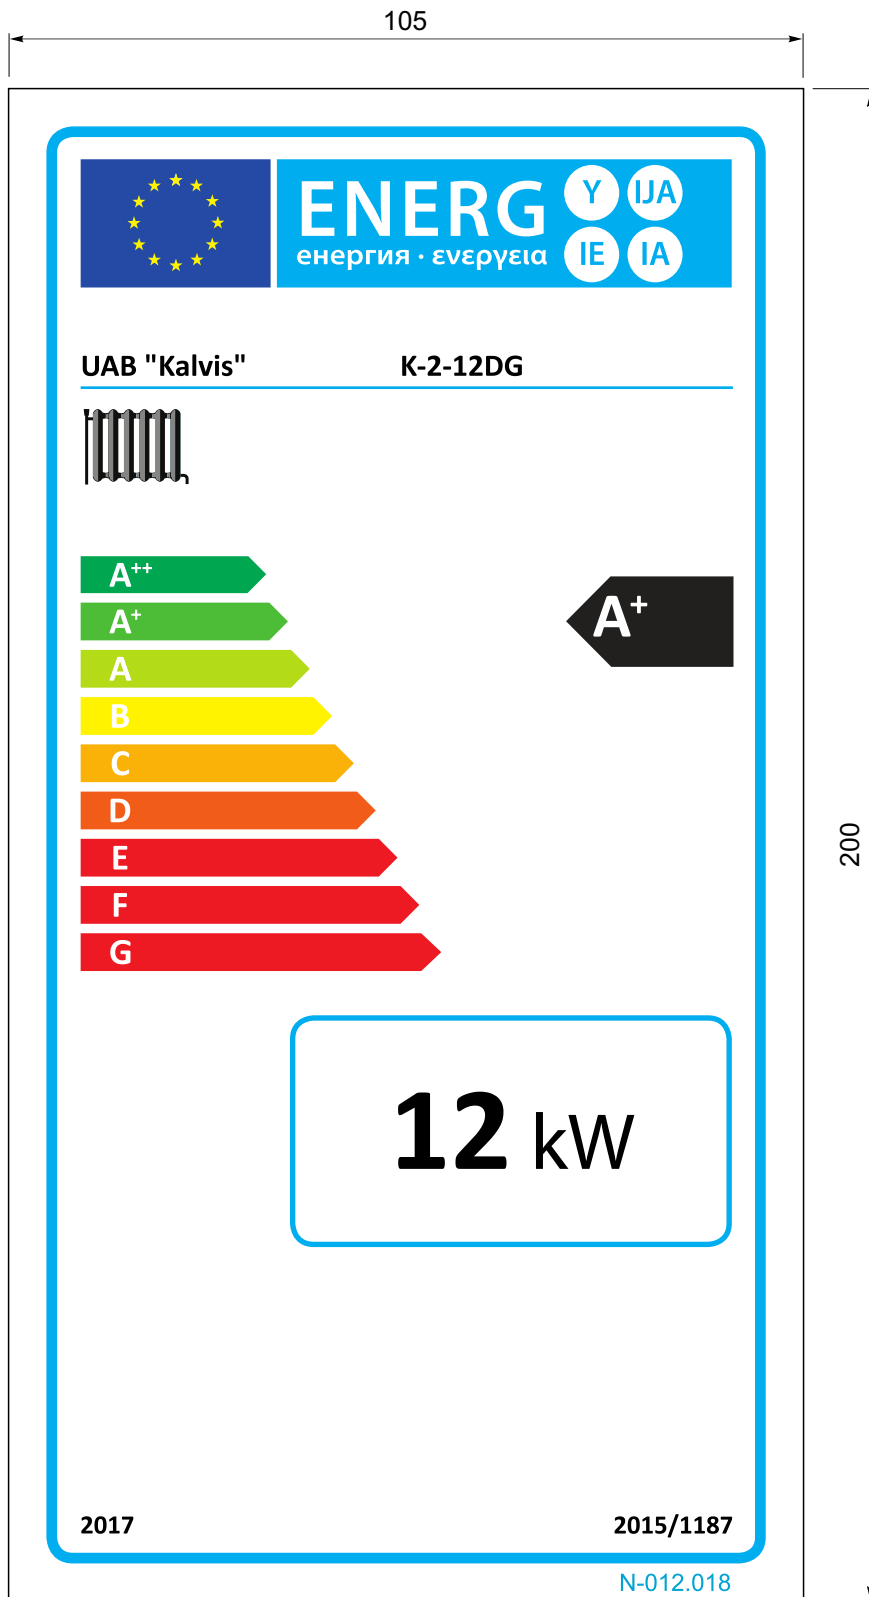 105
ENERG
Y IJA
енергия · ενεργεια
IE IA
UAB "Kalvis" K-2-12DG
A++
A+
A+
A
B
C
D
E
F
G
200
12 kW
2017 2015/1187
N-012.018